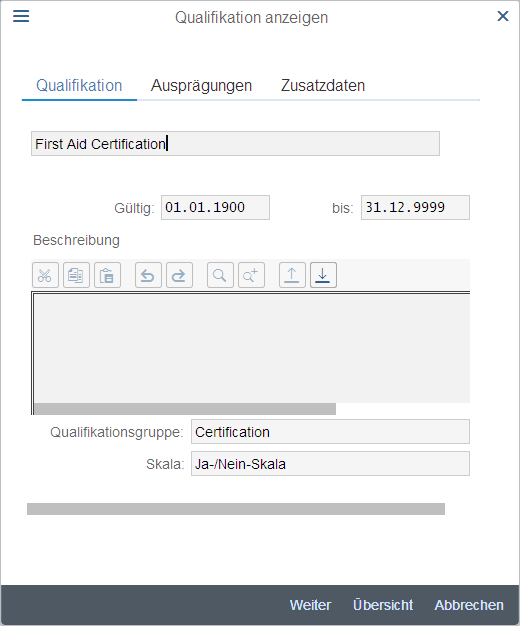 Qualifikation anzeigen
Qualifikation Ausprägungen Zusatzdaten
First Aid Certification
Gültig: 01.01.1900 bis: 31.12.9999
Beschreibung
Qualifikationsgruppe: Certification
Skala: Ja-/Nein-Skala
Weiter Übersicht Abbrechen